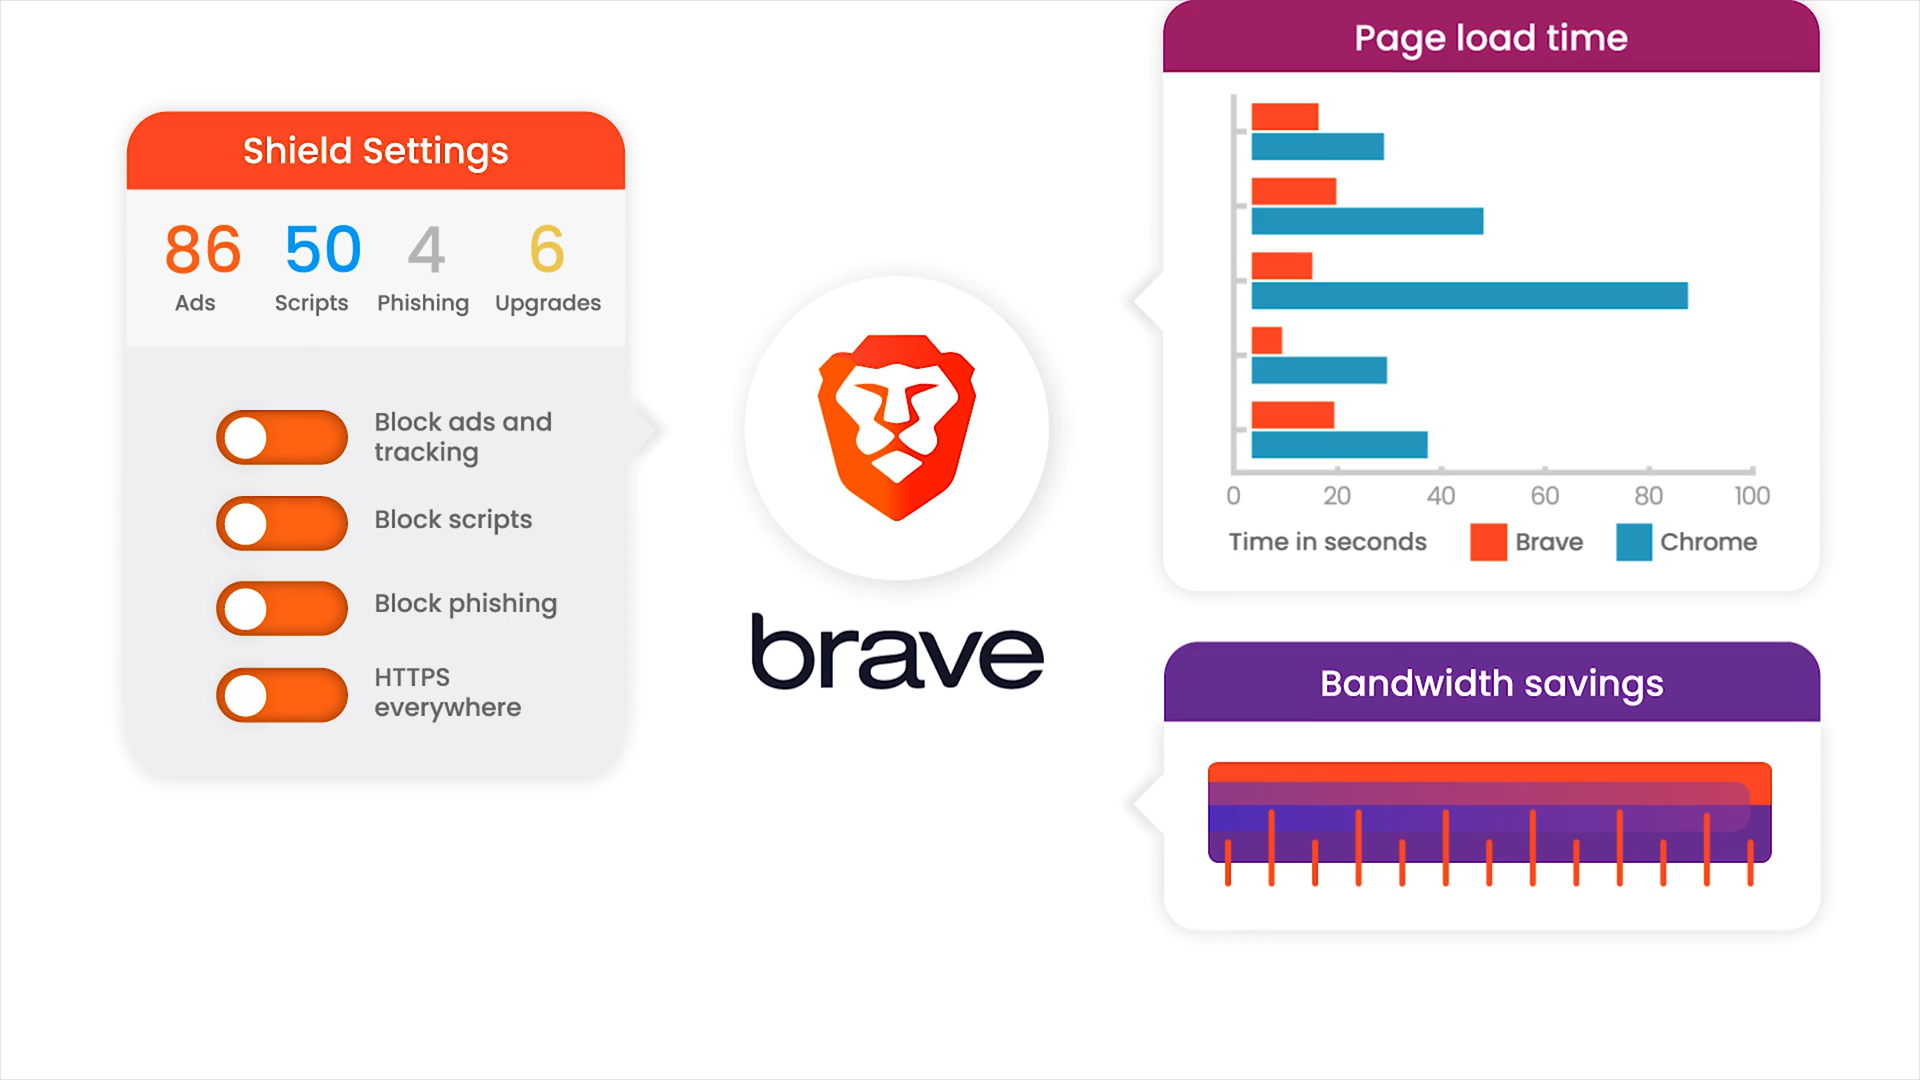 Shield Settings
86 50 4 6
Ads Scripts Phishing Upgrades
Block ads and
tracking
Block scripts
Block phishing
HTTPS
everywhere
brave
Page load time
0 20 40 60 80 100
Time in seconds Brave Chrome
Bandwidth savings